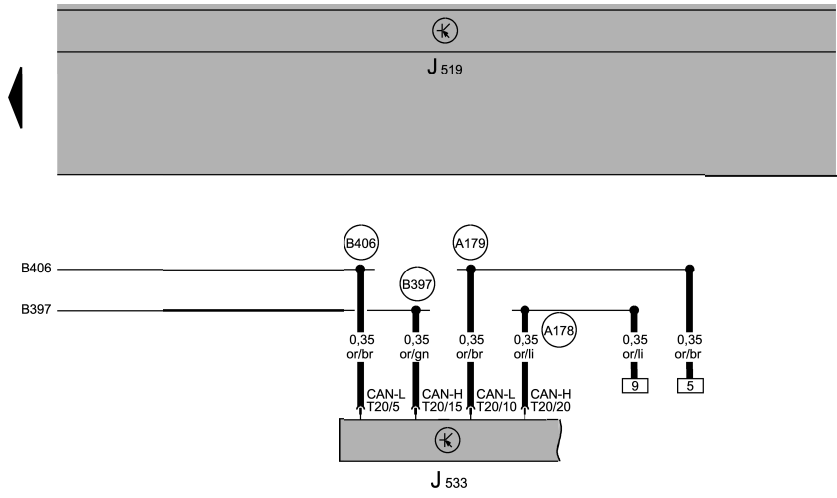 J 519
B406 A179
B406
B397
B397
A178
0,35 0,35 0,35 0,35 0,35 0,35
or/br or/gn or/br or/li or/li or/br
9 5
CAN-L CAN-H CAN-L CAN-H
T20/5 T20/15 T20/10 T20/20
J 533